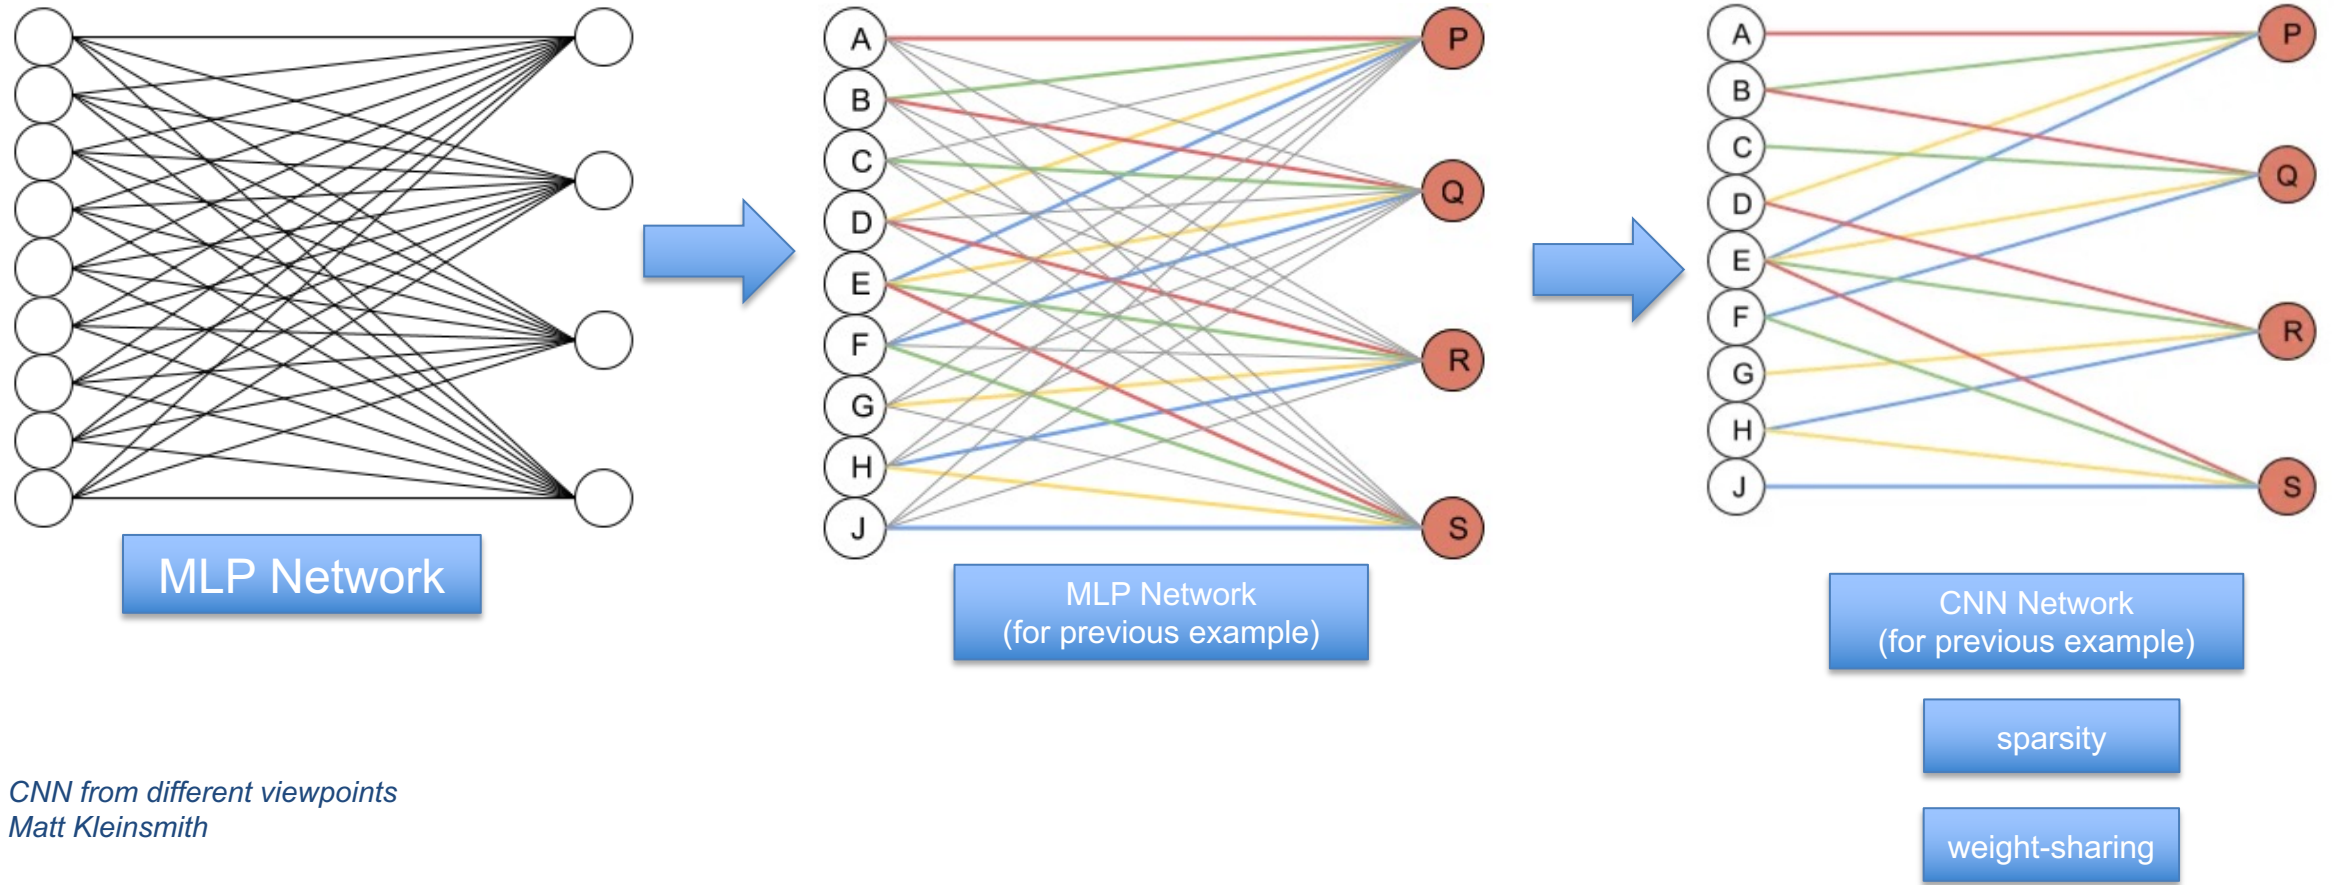 A
B
C
D
E
F
G
H
J
P
Q
R
S
A
B
C
D
E
F
G
H
J
P
Q
R
S
MLP Network
MLP Network
(for previous example)
CNN Network
(for previous example)
sparsity
weight-sharing
CNN from different viewpoints
Matt Kleinsmith